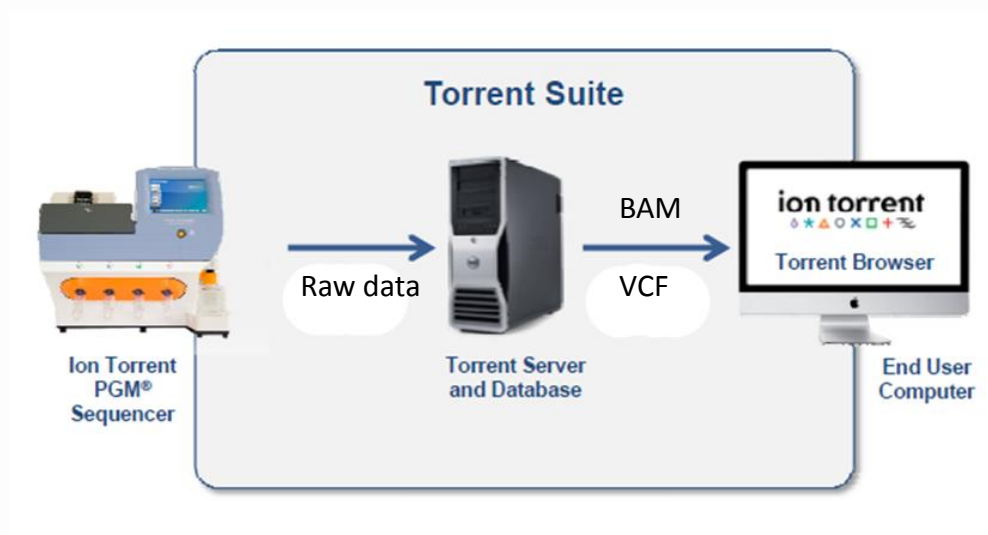 Torrent Suite
Raw data
BAM
VCF
ion torrent
Torrent Browser
Ion Torrent
PGM®
Sequencer
Torrent Server
and Database
End User
Computer